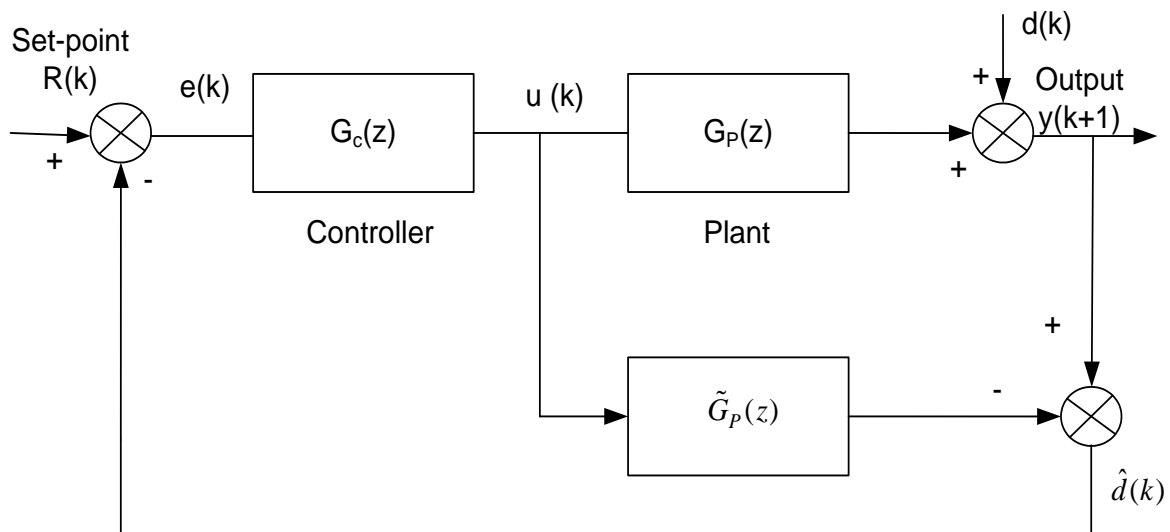 Set-point
R(k)
+
-
e(k)
G_c(z)
Controller
u (k)
G_P(z)
Plant
d(k)
+
+
Output
y(k+1)
+
-
G̃_P(z)
d̂(k)